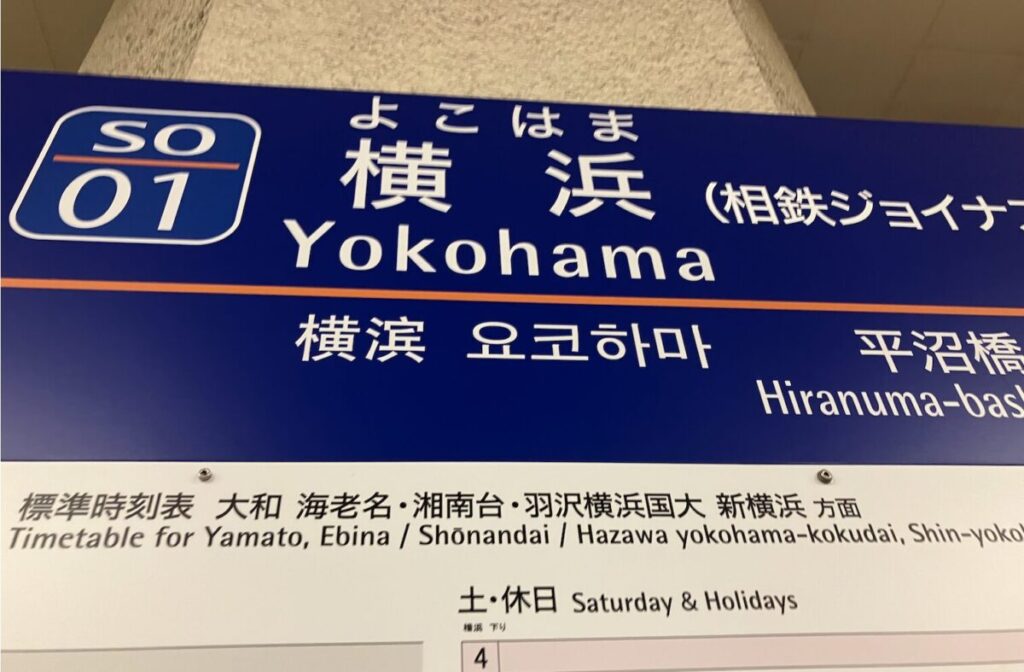 SO
01
よこはま
横浜
(相鉄ジョイナ
Yokohama
横滨 요코하마
平沼橋
Hiranuma-bas
標準時刻表 大和 海老名・湘南台・羽沢横浜国大 新横浜 方面
Timetable for Yamato, Ebina / Shōnandai / Hazawa yokohama-kokudai, Shin-yoko
土・休日 Saturday & Holidays
横浜 下り
4